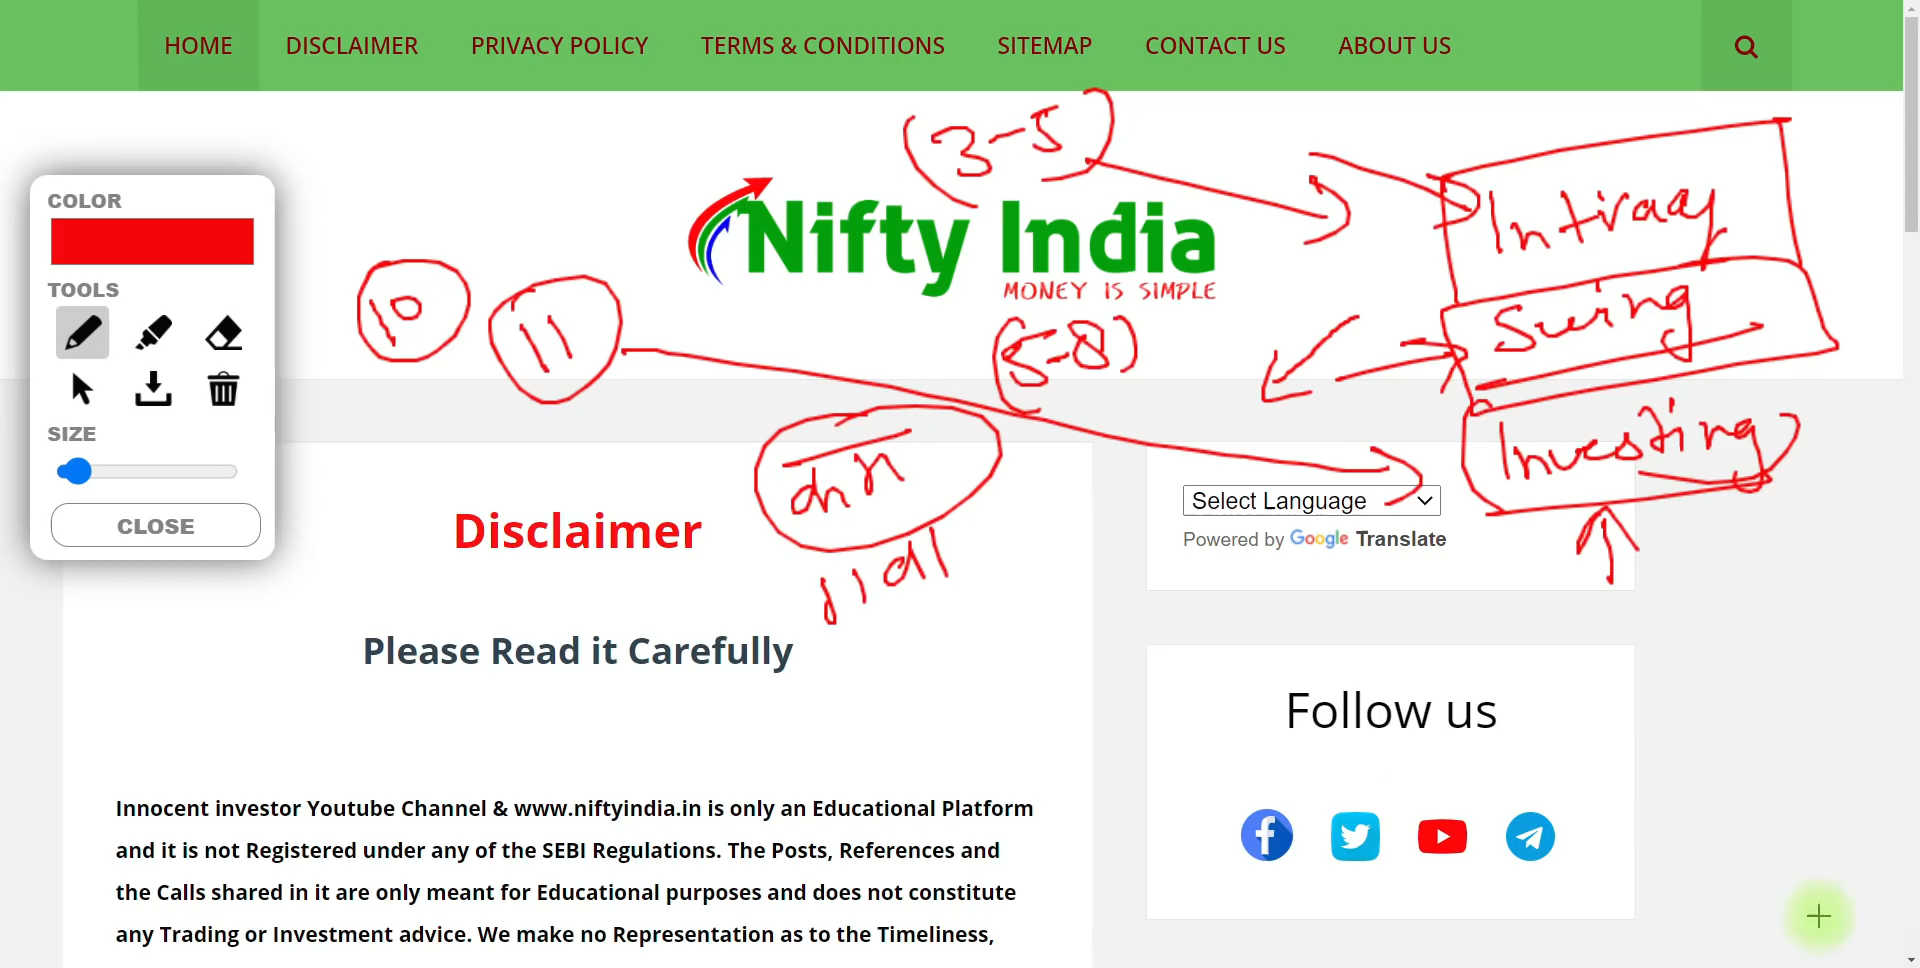 HOME DISCLAIMER PRIVACY POLICY TERMS & CONDITIONS SITEMAP CONTACT US ABOUT US
(3-5)
COLOR
Nifty India
MONEY IS SIMPLE
TOOLS
10
11
(5-8)
Swing
Investing
SIZE
CLOSE
Select Language
Powered by Google Translate
Disclaimer
Please Read it Carefully
Follow us
Innocent investor Youtube Channel & www.niftyindia.in is only an Educational Platform
and it is not Registered under any of the SEBI Regulations. The Posts, References and
the Calls shared in it are only meant for Educational purposes and does not constitute
any Trading or Investment advice. We make no Representation as to the Timeliness,